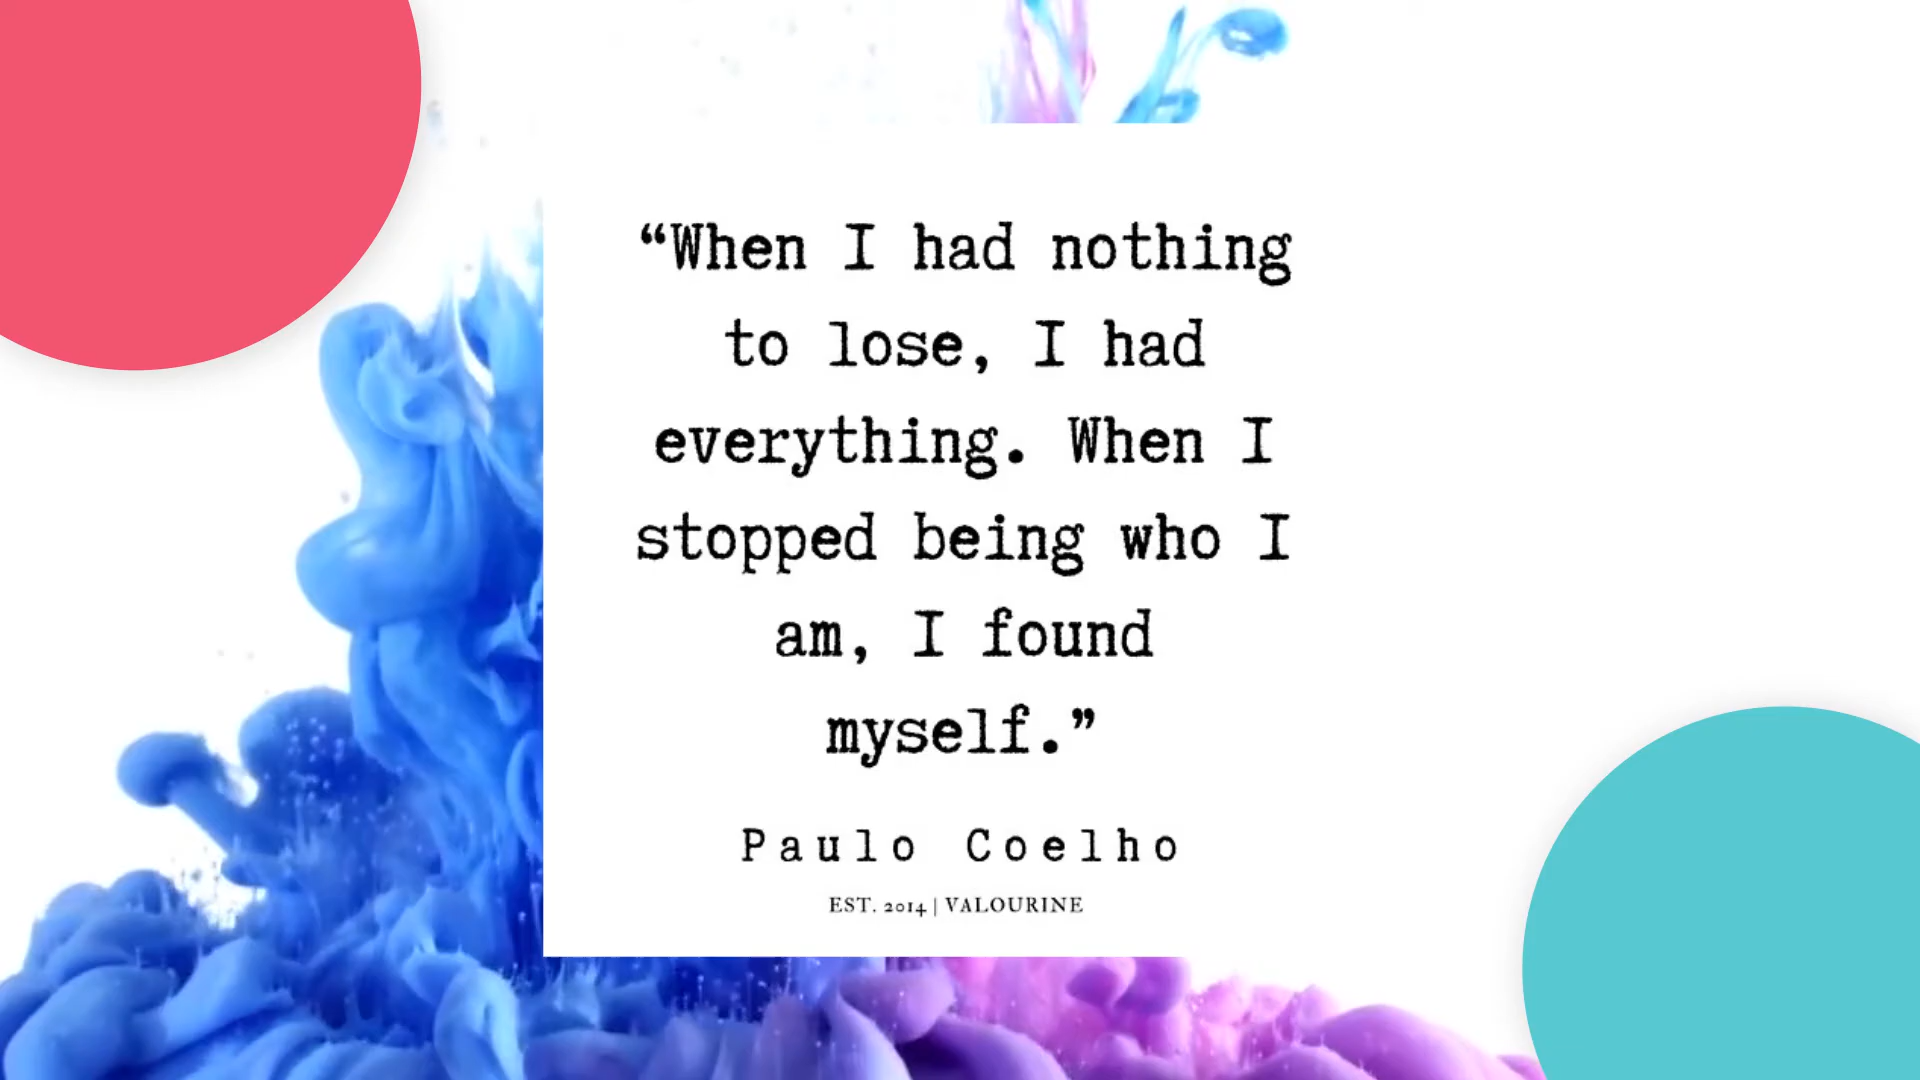 “When I had nothing
to lose, I had
everything. When I
stopped being who I
am, I found
myself.”
Paulo Coelho
EST. 2014 | VALOURINE